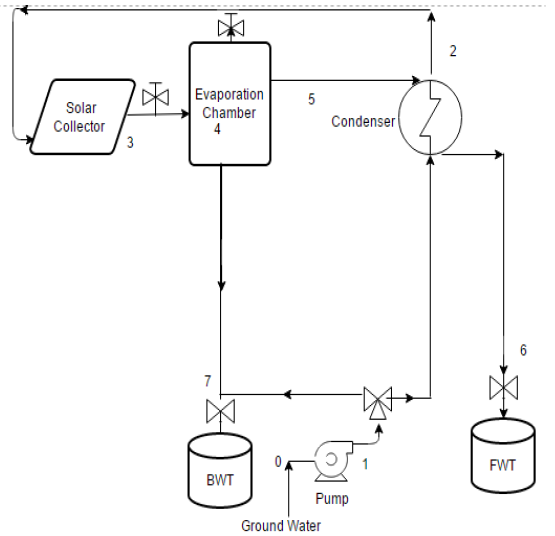 2
Evaporation
Chamber
4
5
Solar
Collector
3
Condenser
6
7
BWT
0
1
Pump
FWT
Ground Water